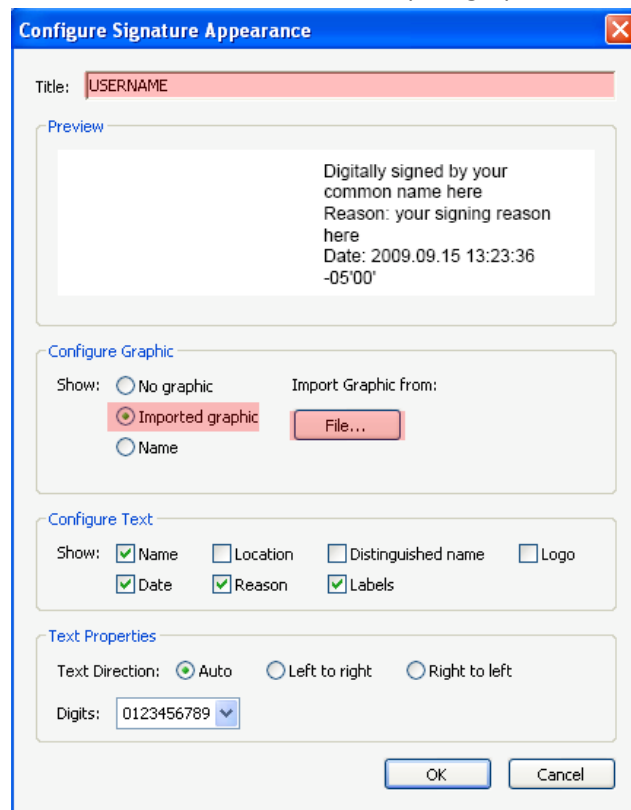 Configure Signature Appearance
Title: USERNAME
Preview
Digitally signed by your
common name here
Reason: your signing reason
here
Date: 2009.09.15 13:23:36
-05'00'
Configure Graphic
Show: No graphic Import Graphic from:
Imported graphic File...
Name
Configure Text
Show: Name Location Distinguished name Logo
Date Reason Labels
Text Properties
Text Direction: Auto Left to right Right to left
Digits: 0123456789
OK Cancel